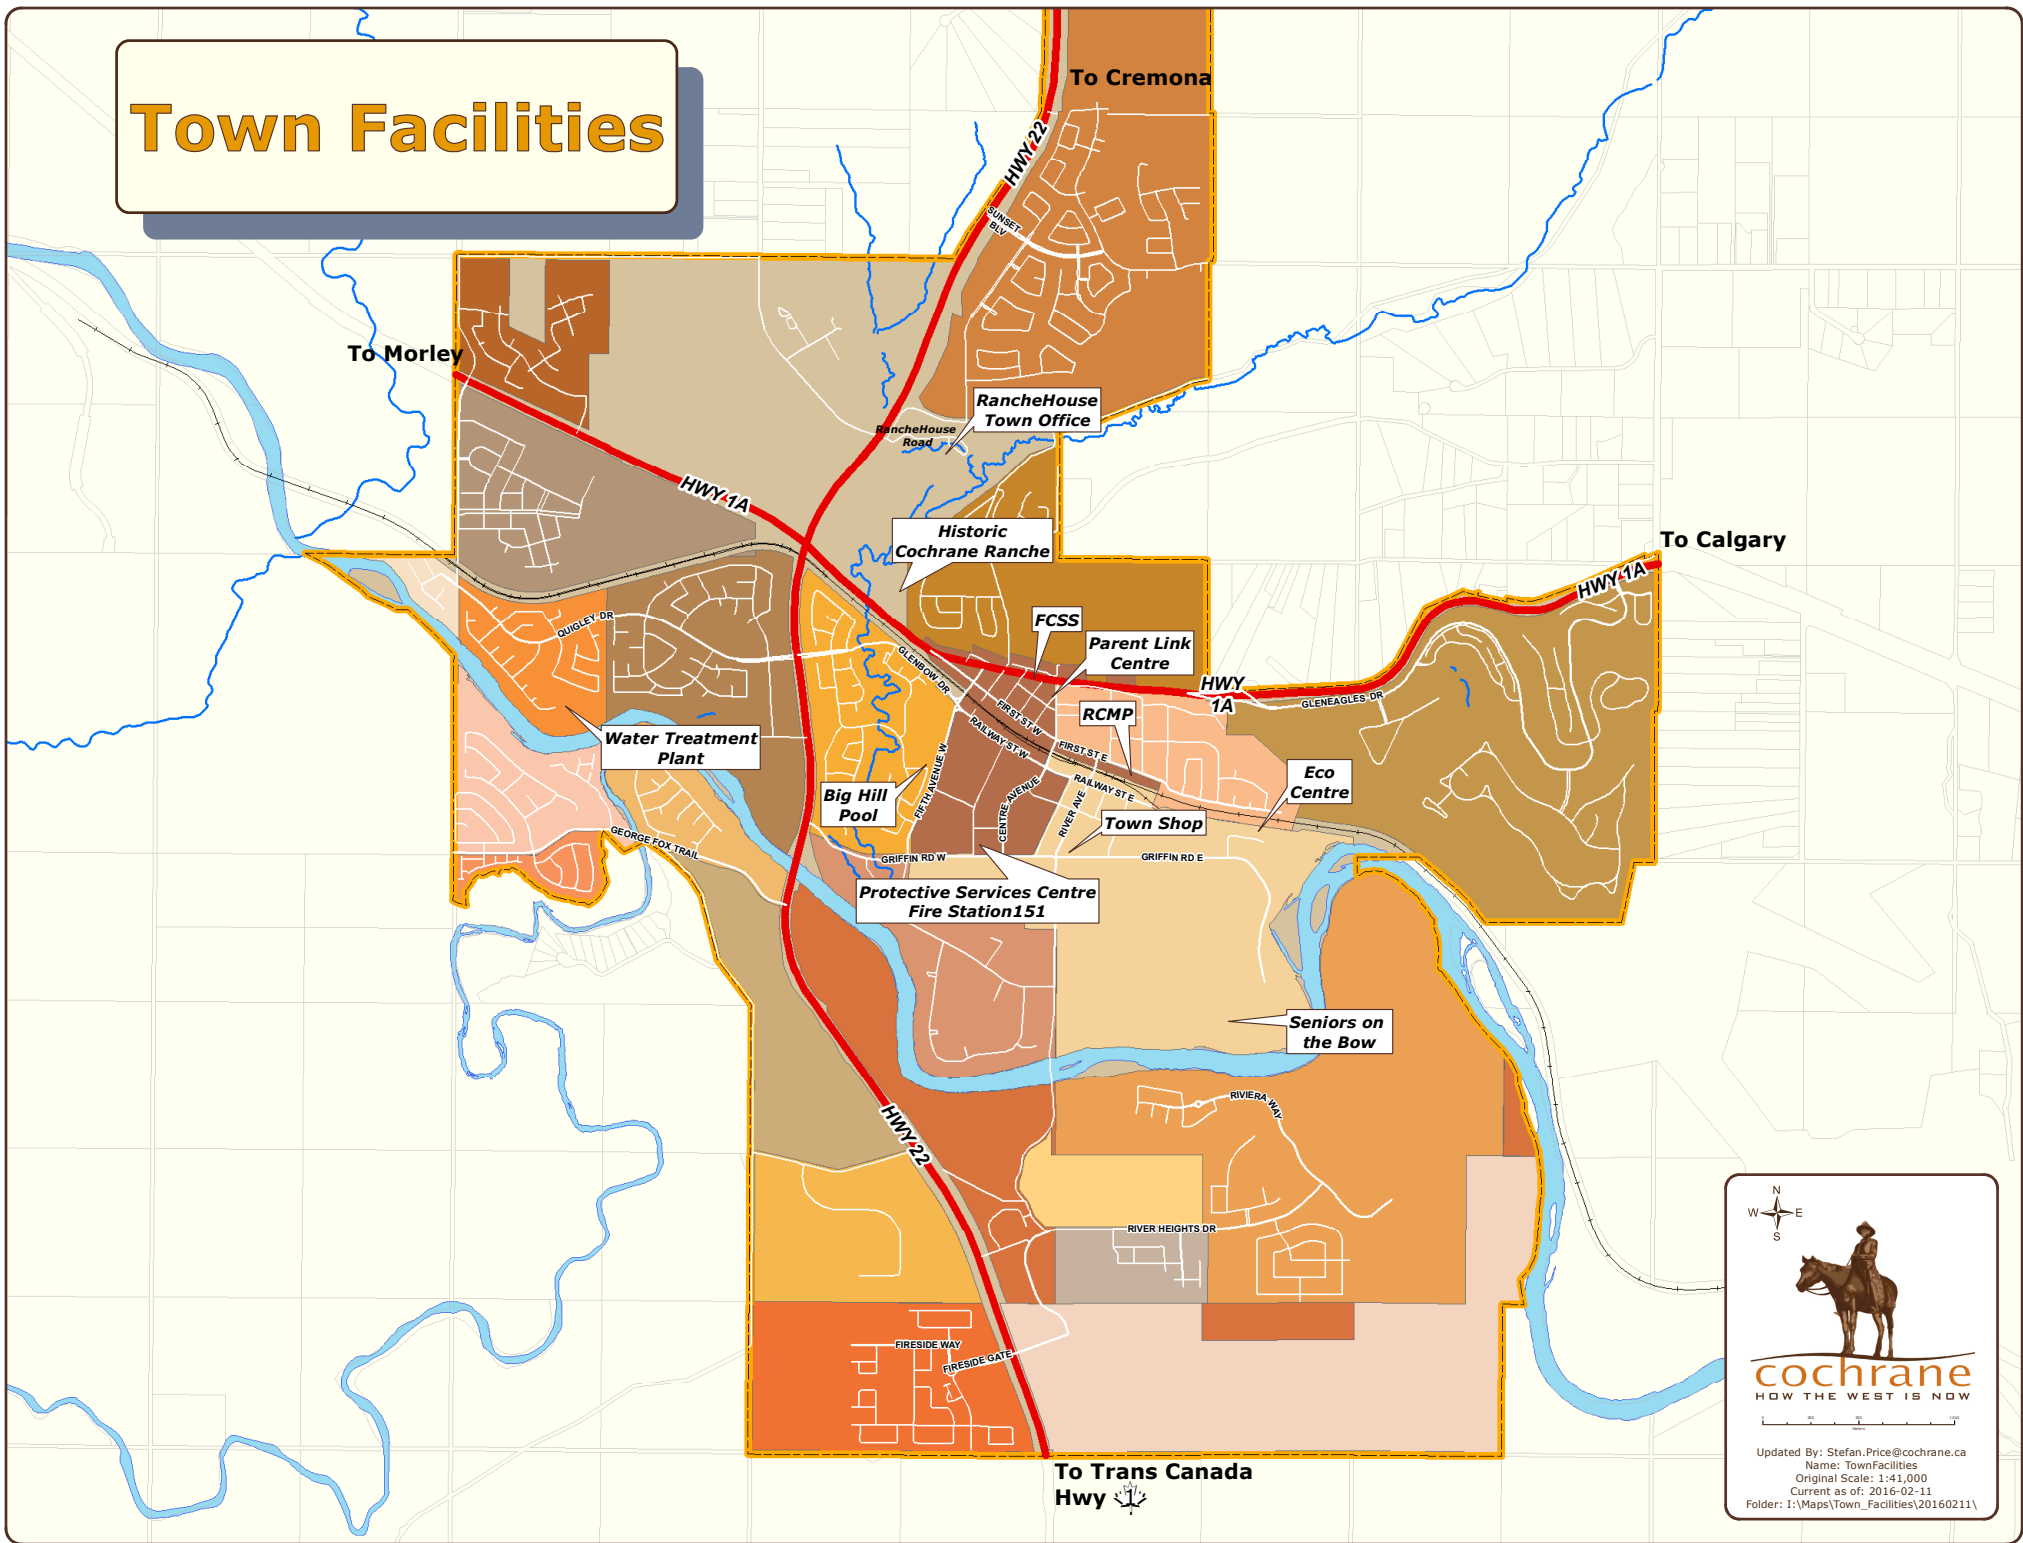 Town Facilities
To Cremona
HWY 22
SUNSET
BLV
To Morley
RancheHouse
Town Office
RancheHouse
Road
HWY 1A
Historic
Cochrane Ranche
To Calgary
HWY 1A
QUIGLEY DR
FCSS
Parent Link
Centre
GLENBOW DR
HWY
1A
GLENEAGLES DR
FIRST ST W
RCMP
RAILWAY ST W
FIRST ST E
Water Treatment
Plant
FIFTH AVENUE W
Big Hill
Pool
CENTRE AVENUE
RIVER AVE
RAILWAY ST E
Eco
Centre
Town Shop
GEORGE FOX TRAIL
GRIFFIN RD W
GRIFFIN RD E
Protective Services Centre
Fire Station151
Seniors on
the Bow
HWY 22
RIVIERA WAY
RIVER HEIGHTS DR
FIRESIDE WAY
FIRESIDE GATE
To Trans Canada
Hwy 1
N
W E
S
cochrane
HOW THE WEST IS NOW
Updated By: Stefan.Price@cochrane.ca
Name: TownFacilities
Original Scale: 1:41,000
Current as of: 2016-02-11
Folder: I:\Maps\Town_Facilities\20160211\